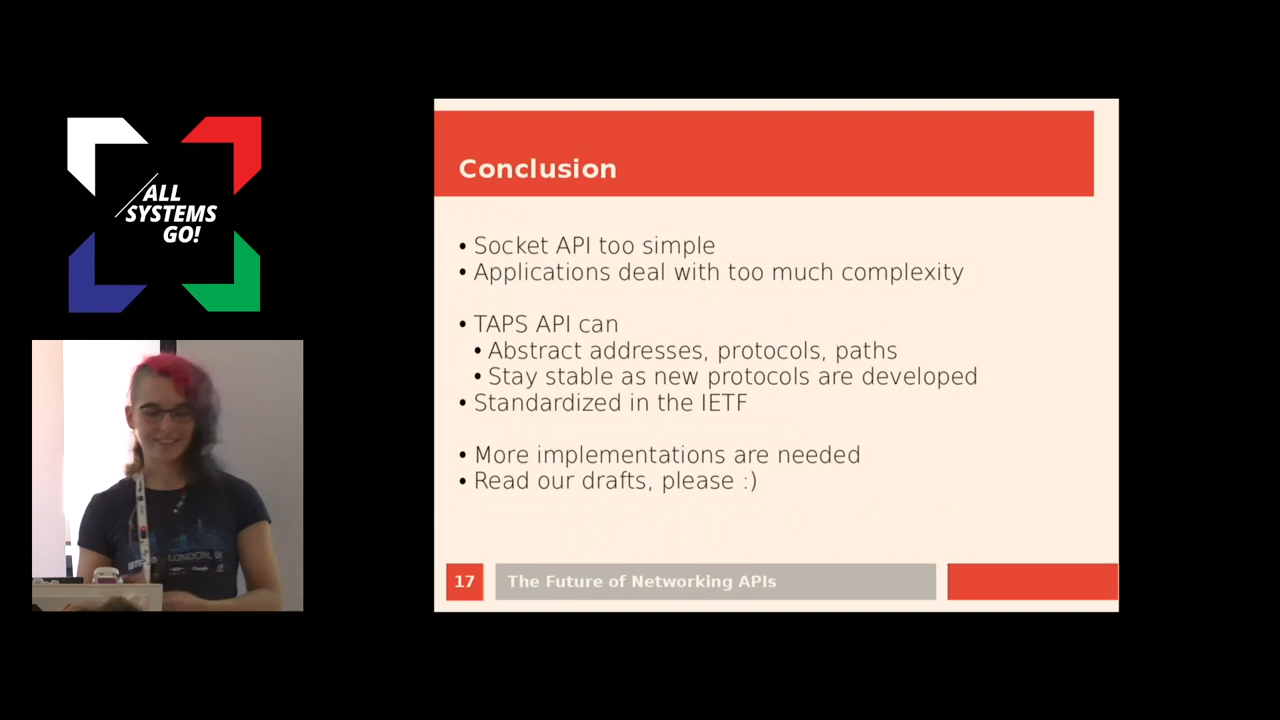 ALL
SYSTEMS
GO!
Conclusion
• Socket API too simple
• Applications deal with too much complexity
• TAPS API can
• Abstract addresses, protocols, paths
• Stay stable as new protocols are developed
• Standardized in the IETF
• More implementations are needed
• Read our drafts, please :)
17
The Future of Networking APIs
LONDON